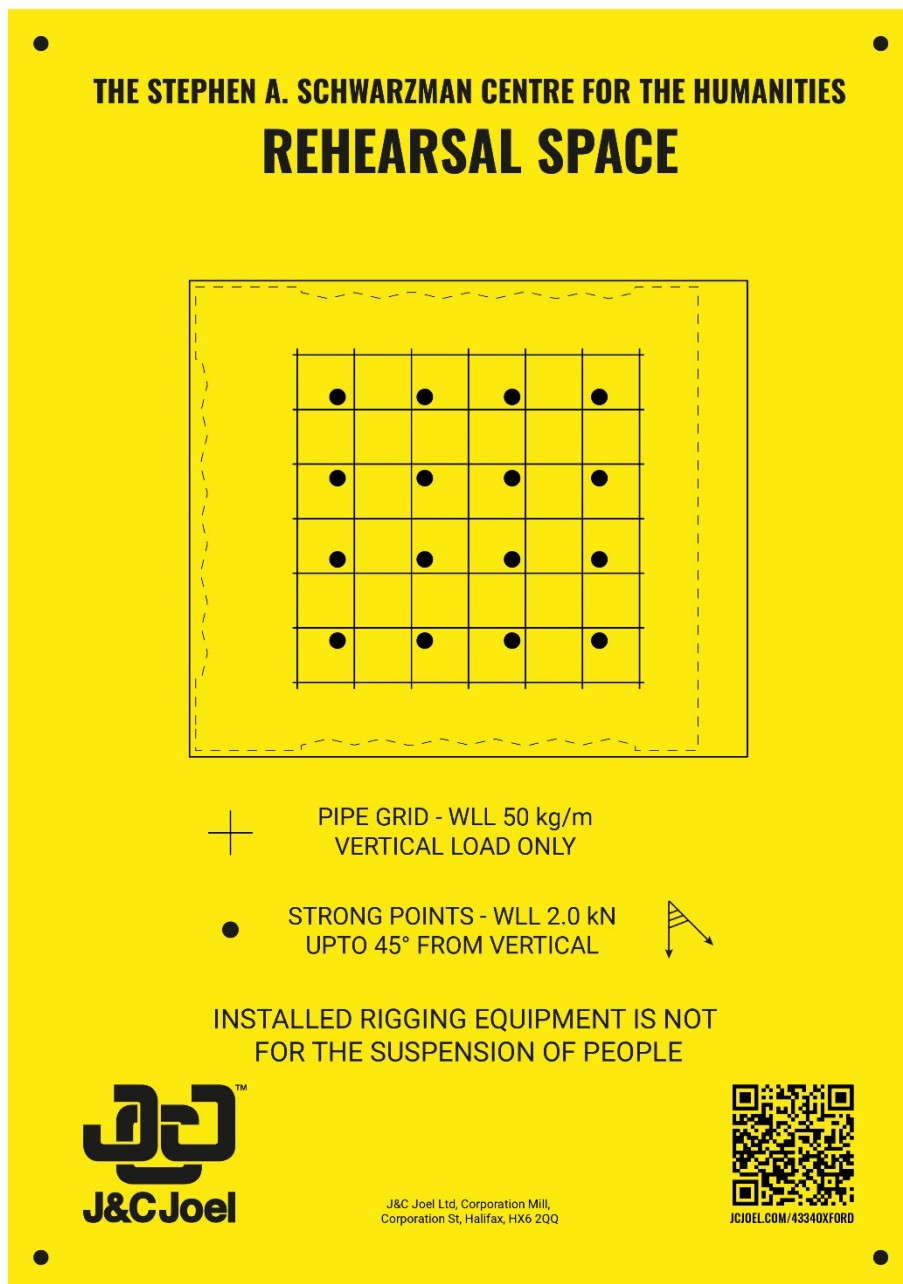 THE STEPHEN A. SCHWARZMAN CENTRE FOR THE HUMANITIES
REHEARSAL SPACE
PIPE GRID - WLL 50 kg/m
VERTICAL LOAD ONLY
STRONG POINTS - WLL 2.0 kN
UPTO 45° FROM VERTICAL
INSTALLED RIGGING EQUIPMENT IS NOT
FOR THE SUSPENSION OF PEOPLE
TM
J&C Joel
J&C Joel Ltd, Corporation Mill,
Corporation St, Halifax, HX6 2QQ
JCJOEL.COM/43340XFORD